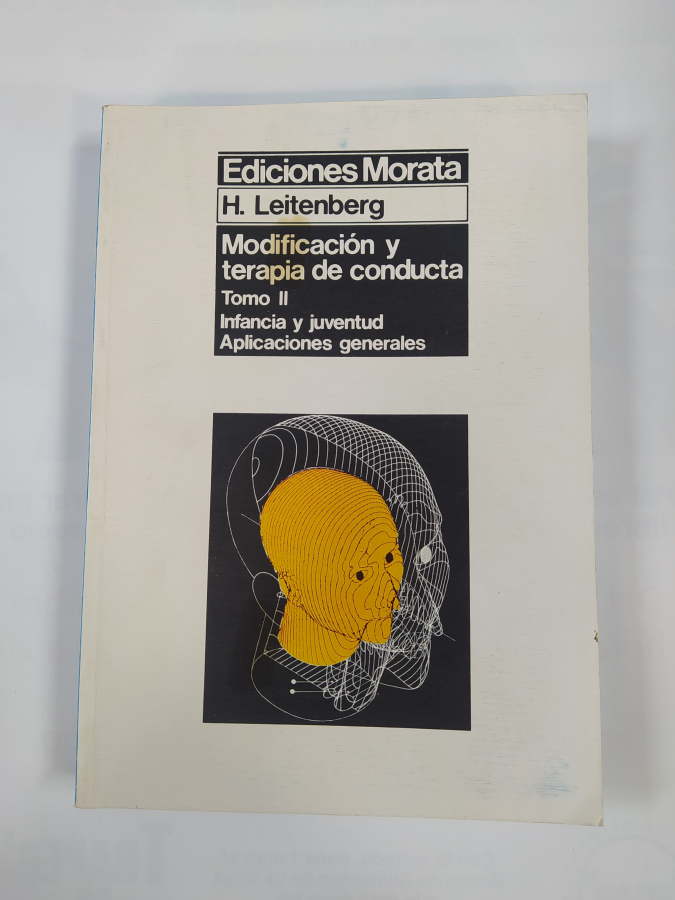 Ediciones Morata
H. Leitenberg
Modificación y
terapia de conducta
Tomo II
Infancia y juventud
Aplicaciones generales